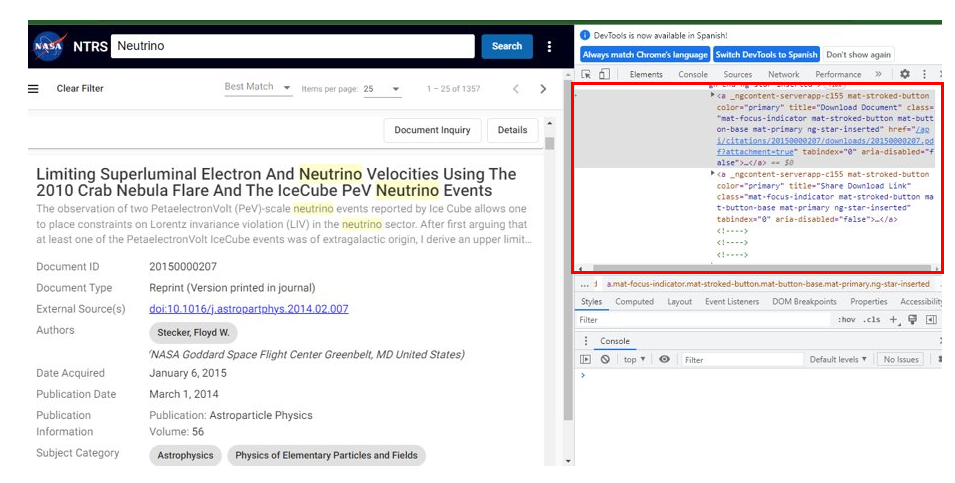 NASA
NTRS
Neutrino
Search
Clear Filter
Best Match
Items per page: 25
1 – 25 of 1357
Document Inquiry
Details
Limiting Superluminal Electron And Neutrino Velocities Using The
2010 Crab Nebula Flare And The IceCube PeV Neutrino Events
The observation of two PetaelectronVolt (PeV)-scale neutrino events reported by Ice Cube allows one
to place constraints on Lorentz invariance violation (LIV) in the neutrino sector. After first arguing that
at least one of the PetaelectronVolt IceCube events was of extragalactic origin, I derive an upper limit...
Document ID 20150000207
Document Type Reprint (Version printed in journal)
External Source(s) doi:10.1016/j.astropartphys.2014.02.007
Authors Stecker, Floyd W.
(NASA Goddard Space Flight Center Greenbelt, MD United States)
Date Acquired January 6, 2015
Publication Date March 1, 2014
Publication Publication: Astroparticle Physics
Information Volume: 56
Subject Category Astrophysics Physics of Elementary Particles and Fields
DevTools is now available in Spanish!
Always match Chrome's language Switch DevTools to Spanish Don't show again
Elements Console Sources Network Performance »
<a _ngcontent-serverapp-c155 mat-stroked-button
color="primary" title="Download Document" class=
"mat-focus-indicator mat-stroked-button mat-butt
on-base mat-primary ng-star-inserted" href="/ap
i/citations/20150000207/downloads/20150000207.pd
f?attachment=true" tabindex="0" aria-disabled="f
alse">…</a> == $0
<a _ngcontent-serverapp-c155 mat-stroked-button
color="primary" title="Share Download Link"
class="mat-focus-indicator mat-stroked-button ma
t-button-base mat-primary ng-star-inserted"
tabindex="0" aria-disabled="false">…</a>
<!---->
<!---->
<!---->
... a.mat-focus-indicator.mat-stroked-button.mat-button-base.mat-primary.ng-star-inserted
Styles Computed Layout Event Listeners DOM Breakpoints Properties Accessibility
Filter :hov .cls +
Console
top ▼ Filter Default levels ▼ No Issues